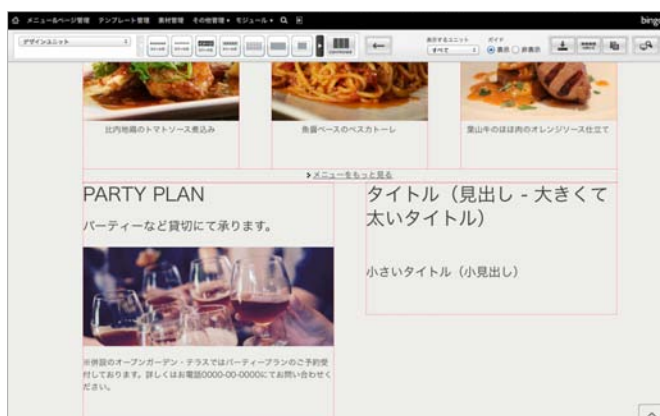 メニュー&ページ管理 テンプレート管理 素材管理 その他管理 モジュール
bingo
デザインユニット
表示するユニット
すべて
ガイド
表示 非表示
比内地鶏のトマトソース煮込み
魚醤ベースのペスカトーレ
葉山牛のほほ肉のオレンジソース仕立て
メニューをもっと見る
PARTY PLAN
パーティーなど貸切にて承ります。
※併設のオープンガーデン・テラスではパーティープランのご予約受
付しております。詳しくはお電話0000-00-0000にてお問い合わせく
ださい。
タイトル（見出し - 大きくて
太いタイトル）
小さいタイトル（小見出し）